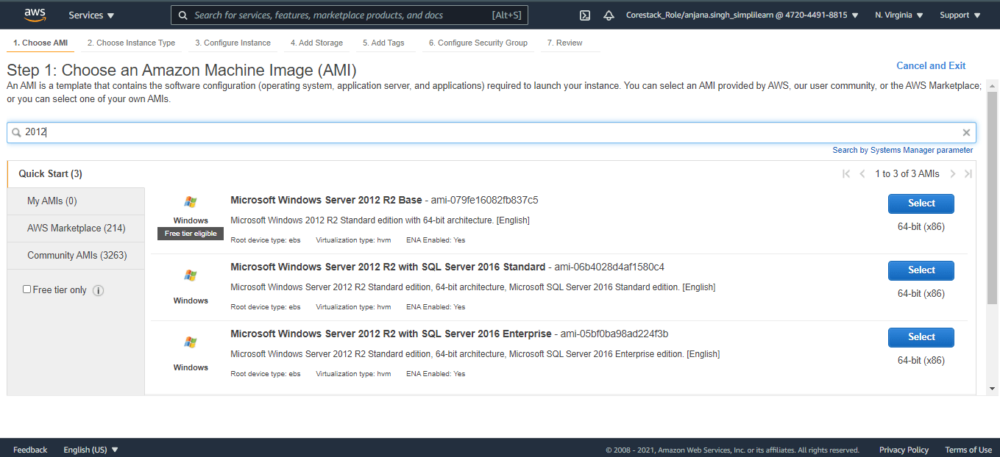 aws Services Search for services, features, marketplace products, and docs [Alt+S] Corestack_Role/anjana.singh_simplilearn @ 4720-4491-8815 N. Virginia Support
1. Choose AMI 2. Choose Instance Type 3. Configure Instance 4. Add Storage 5. Add Tags 6. Configure Security Group 7. Review
Step 1: Choose an Amazon Machine Image (AMI)
Cancel and Exit
An AMI is a template that contains the software configuration (operating system, application server, and applications) required to launch your instance. You can select an AMI provided by AWS, our user community, or the AWS Marketplace;
or you can select one of your own AMIs.
2012
Search by Systems Manager parameter
Quick Start (3)
1 to 3 of 3 AMIs
My AMIs (0)
AWS Marketplace (214)
Community AMIs (3263)
Free tier only i
Windows
Free tier eligible
Microsoft Windows Server 2012 R2 Base - ami-079fe16082fb837c5
Microsoft Windows 2012 R2 Standard edition with 64-bit architecture. [English]
Root device type: ebs Virtualization type: hvm ENA Enabled: Yes
Select
64-bit (x86)
Windows
Microsoft Windows Server 2012 R2 with SQL Server 2016 Standard - ami-06b4028d4af1580c4
Microsoft Windows Server 2012 R2 Standard edition, 64-bit architecture, Microsoft SQL Server 2016 Standard edition. [English]
Root device type: ebs Virtualization type: hvm ENA Enabled: Yes
Select
64-bit (x86)
Windows
Microsoft Windows Server 2012 R2 with SQL Server 2016 Enterprise - ami-05bf0ba98ad224f3b
Microsoft Windows Server 2012 R2 Standard edition, 64-bit architecture, Microsoft SQL Server 2016 Enterprise edition. [English]
Root device type: ebs Virtualization type: hvm ENA Enabled: Yes
Select
64-bit (x86)
Feedback English (US) © 2008 - 2021, Amazon Web Services, Inc. or its affiliates. All rights reserved. Privacy Policy Terms of Use